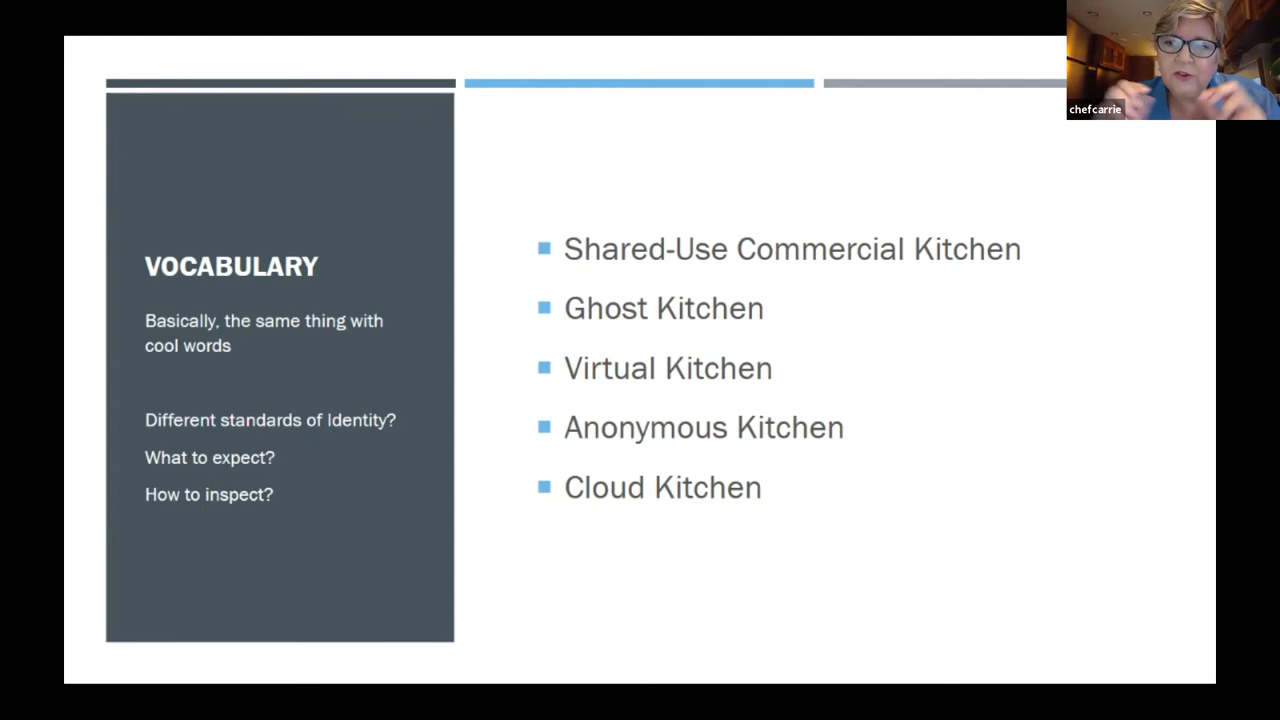 VOCABULARY
Basically, the same thing with
cool words
Different standards of Identity?
What to expect?
How to inspect?
Shared-Use Commercial Kitchen
Ghost Kitchen
Virtual Kitchen
Anonymous Kitchen
Cloud Kitchen
chefcarrie